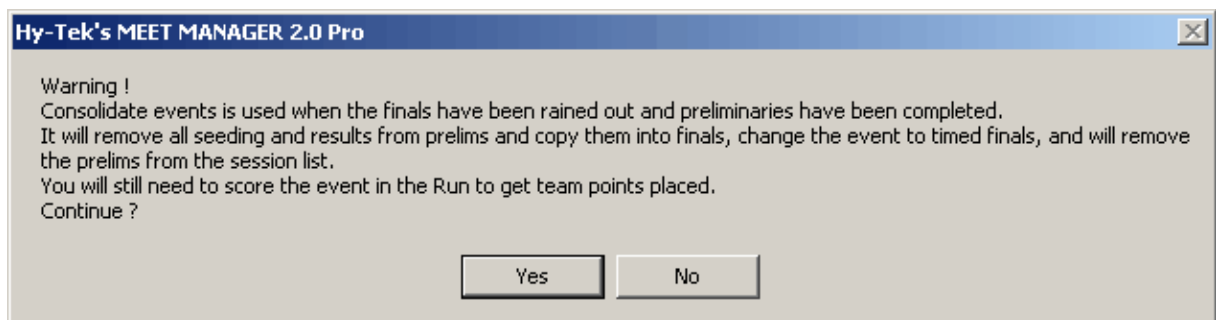 Hy-Tek's MEET MANAGER 2.0 Pro
Warning !
Consolidate events is used when the finals have been rained out and preliminaries have been completed.
It will remove all seeding and results from prelims and copy them into finals, change the event to timed finals, and will remove
the prelims from the session list.
You will still need to score the event in the Run to get team points placed.
Continue ?
Yes No